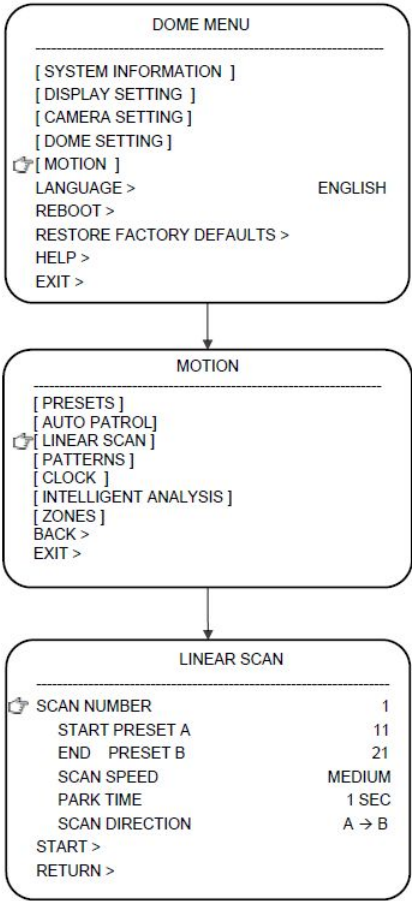 DOME MENU
[ SYSTEM INFORMATION ]
[ DISPLAY SETTING ]
[ CAMERA SETTING ]
[ DOME SETTING ]
[ MOTION ]
LANGUAGE > ENGLISH
REBOOT >
RESTORE FACTORY DEFAULTS >
HELP >
EXIT >
MOTION
[ PRESETS ]
[ AUTO PATROL]
[ LINEAR SCAN ]
[ PATTERNS ]
[ CLOCK ]
[ INTELLIGENT ANALYSIS ]
[ ZONES ]
BACK >
EXIT >
LINEAR SCAN
SCAN NUMBER 1
START PRESET A 11
END PRESET B 21
SCAN SPEED MEDIUM
PARK TIME 1 SEC
SCAN DIRECTION A → B
START >
RETURN >